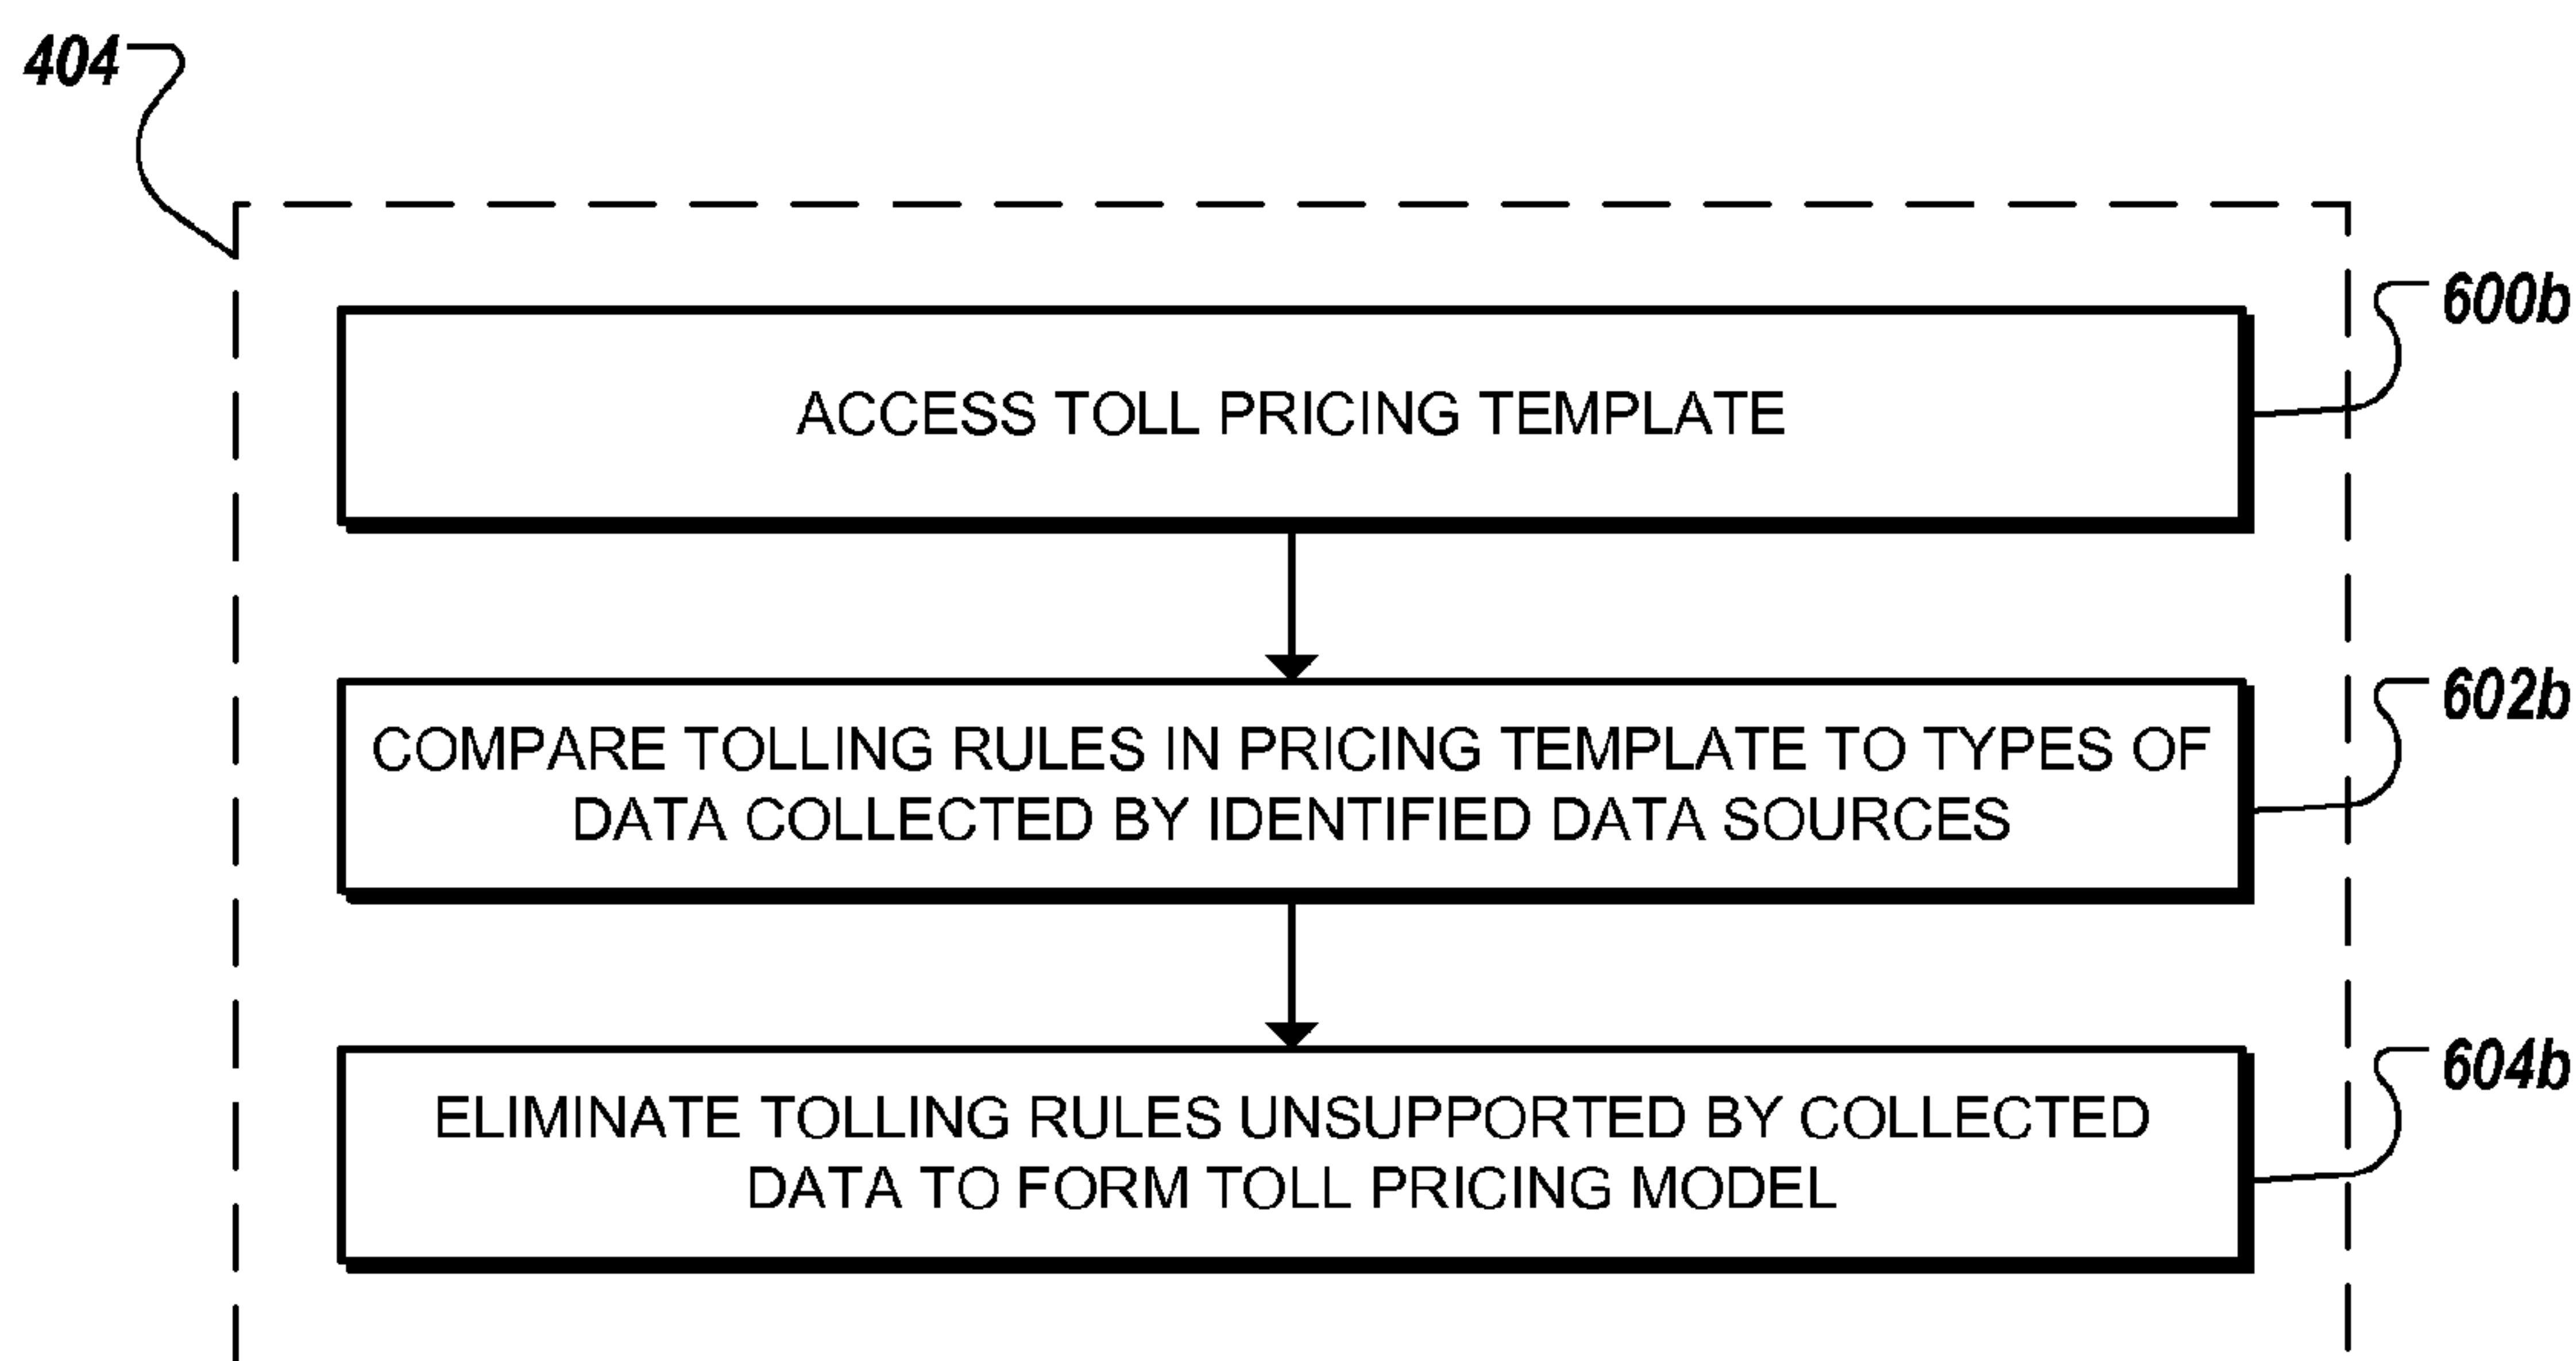 404
600b
ACCESS TOLL PRICING TEMPLATE
602b
COMPARE TOLLING RULES IN PRICING TEMPLATE TO TYPES OF
DATA COLLECTED BY IDENTIFIED DATA SOURCES
604b
ELIMINATE TOLLING RULES UNSUPPORTED BY COLLECTED
DATA TO FORM TOLL PRICING MODEL